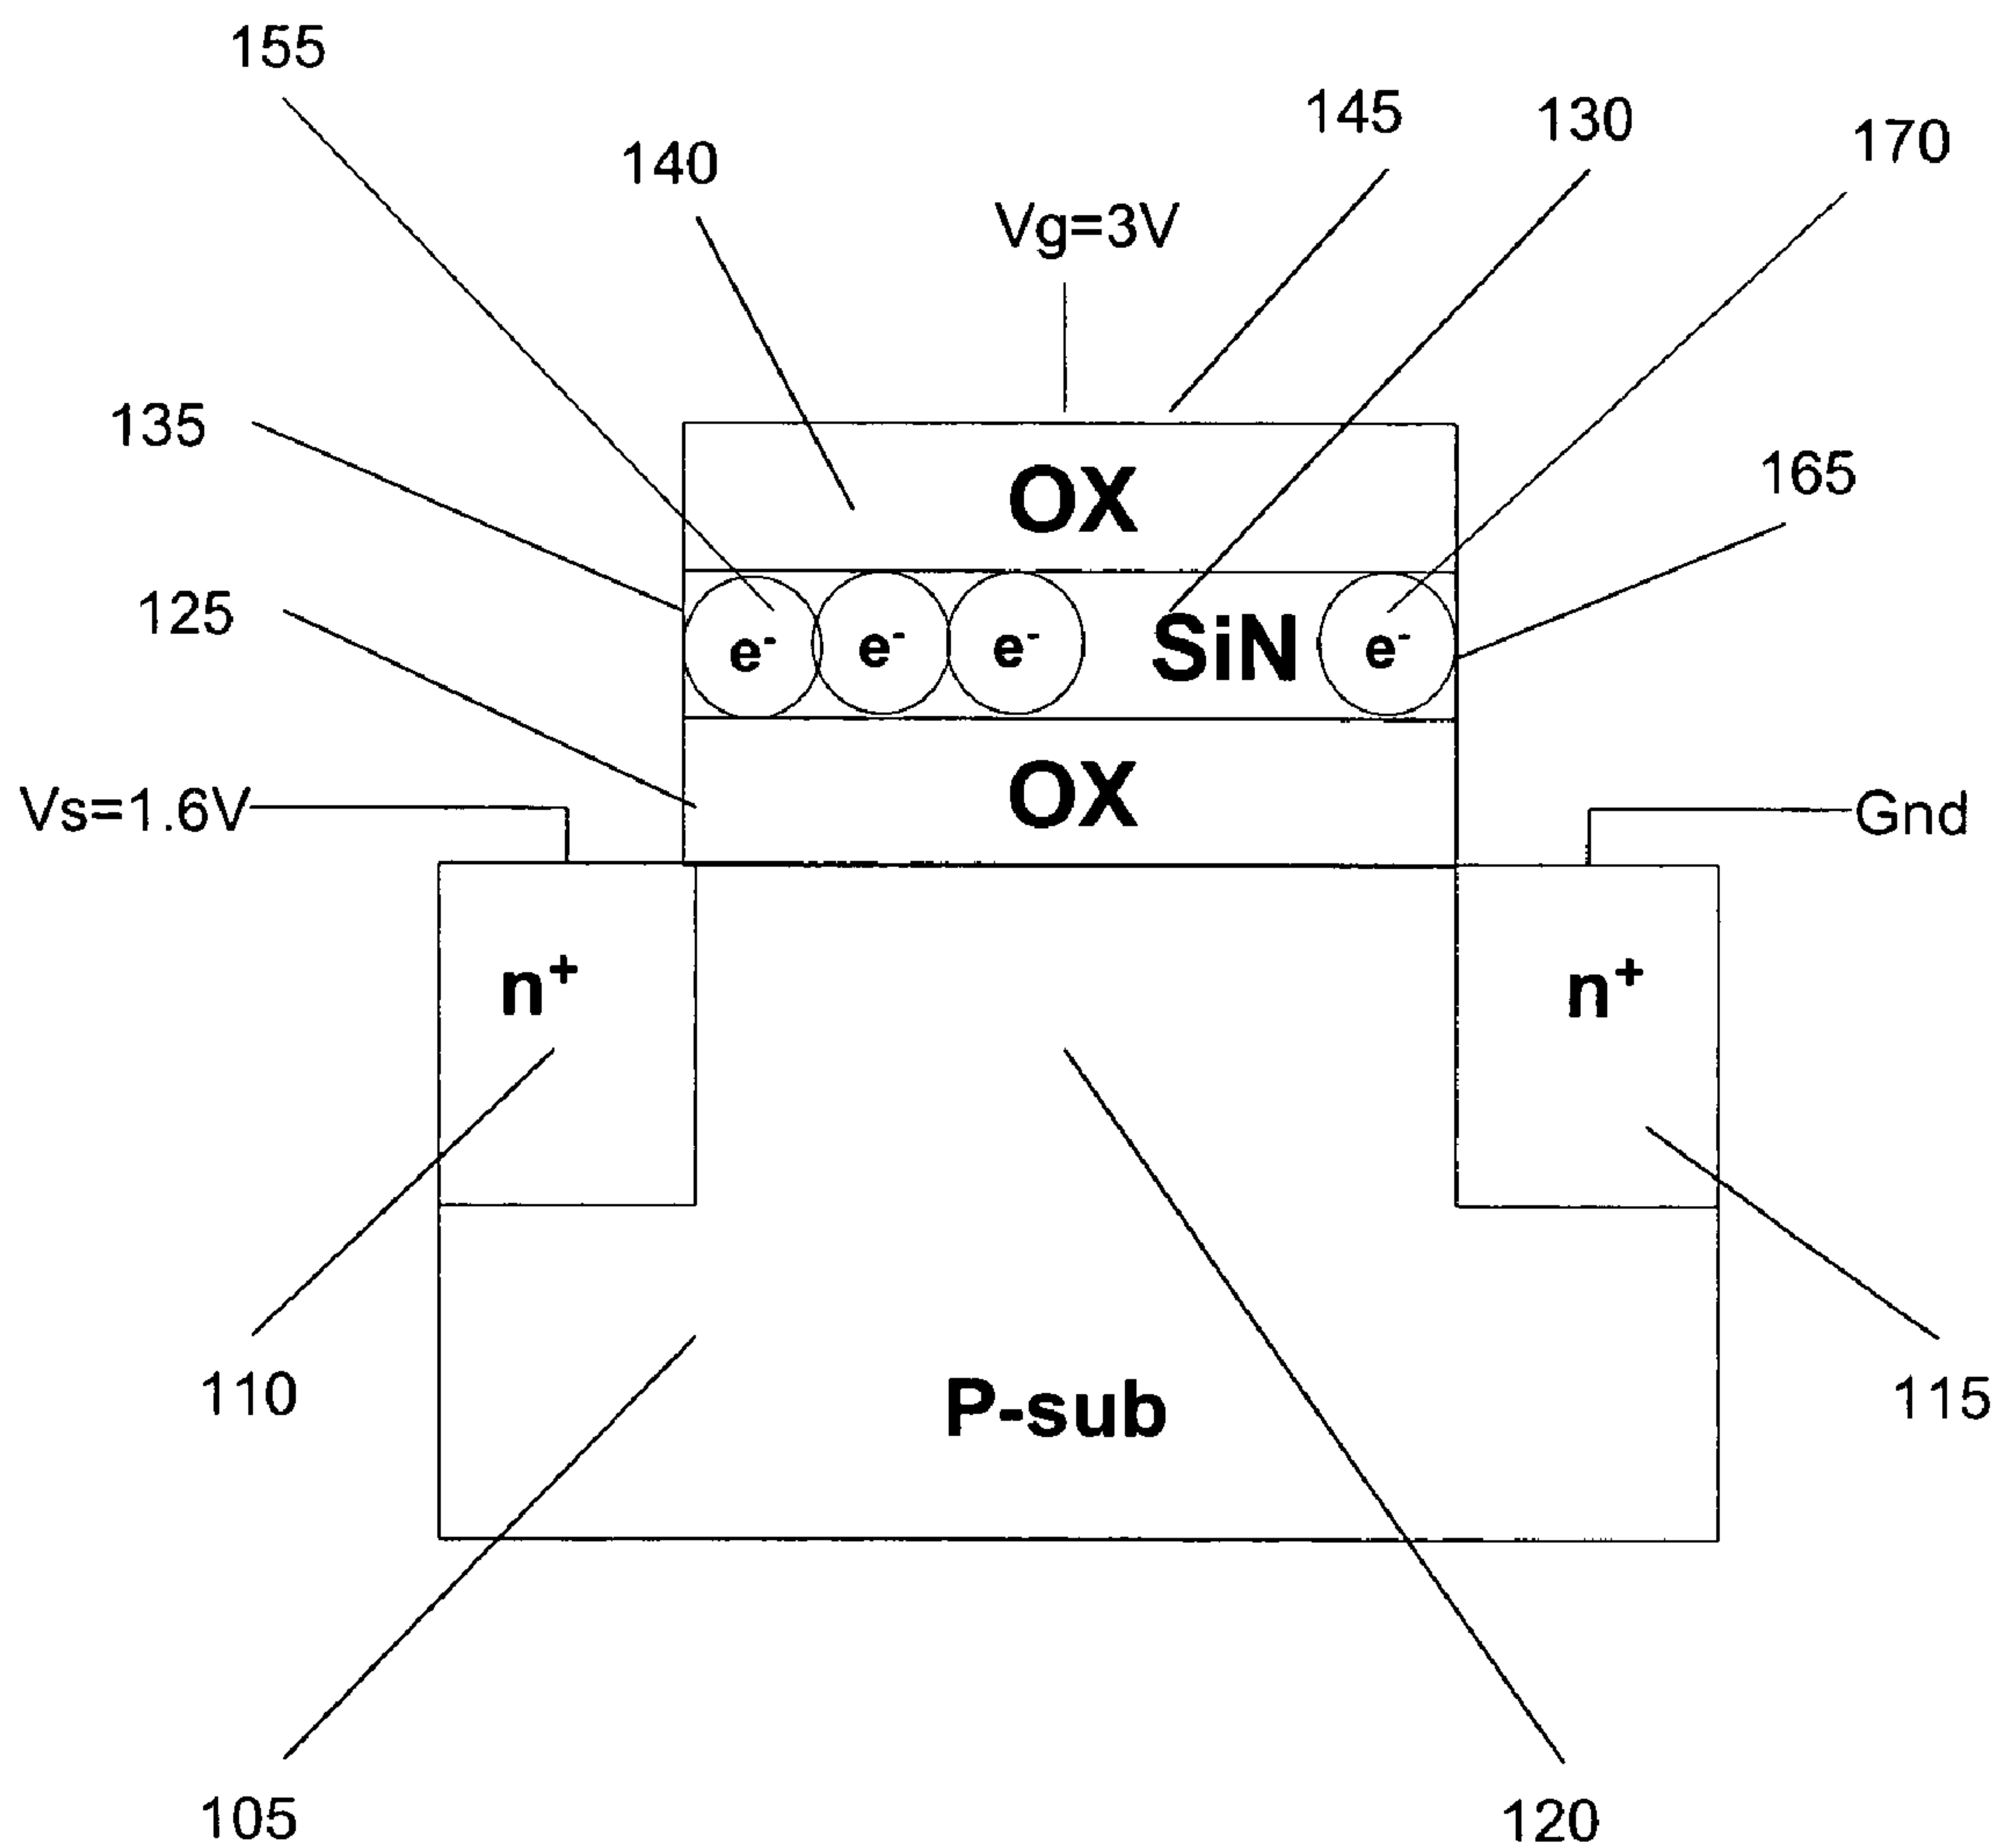 155
145
130
170
140
Vg=3V
135
OX
165
125
e- e- e- SiN e-
Vs=1.6V
OX
Gnd
n+
n+
110
P-sub
115
105
120